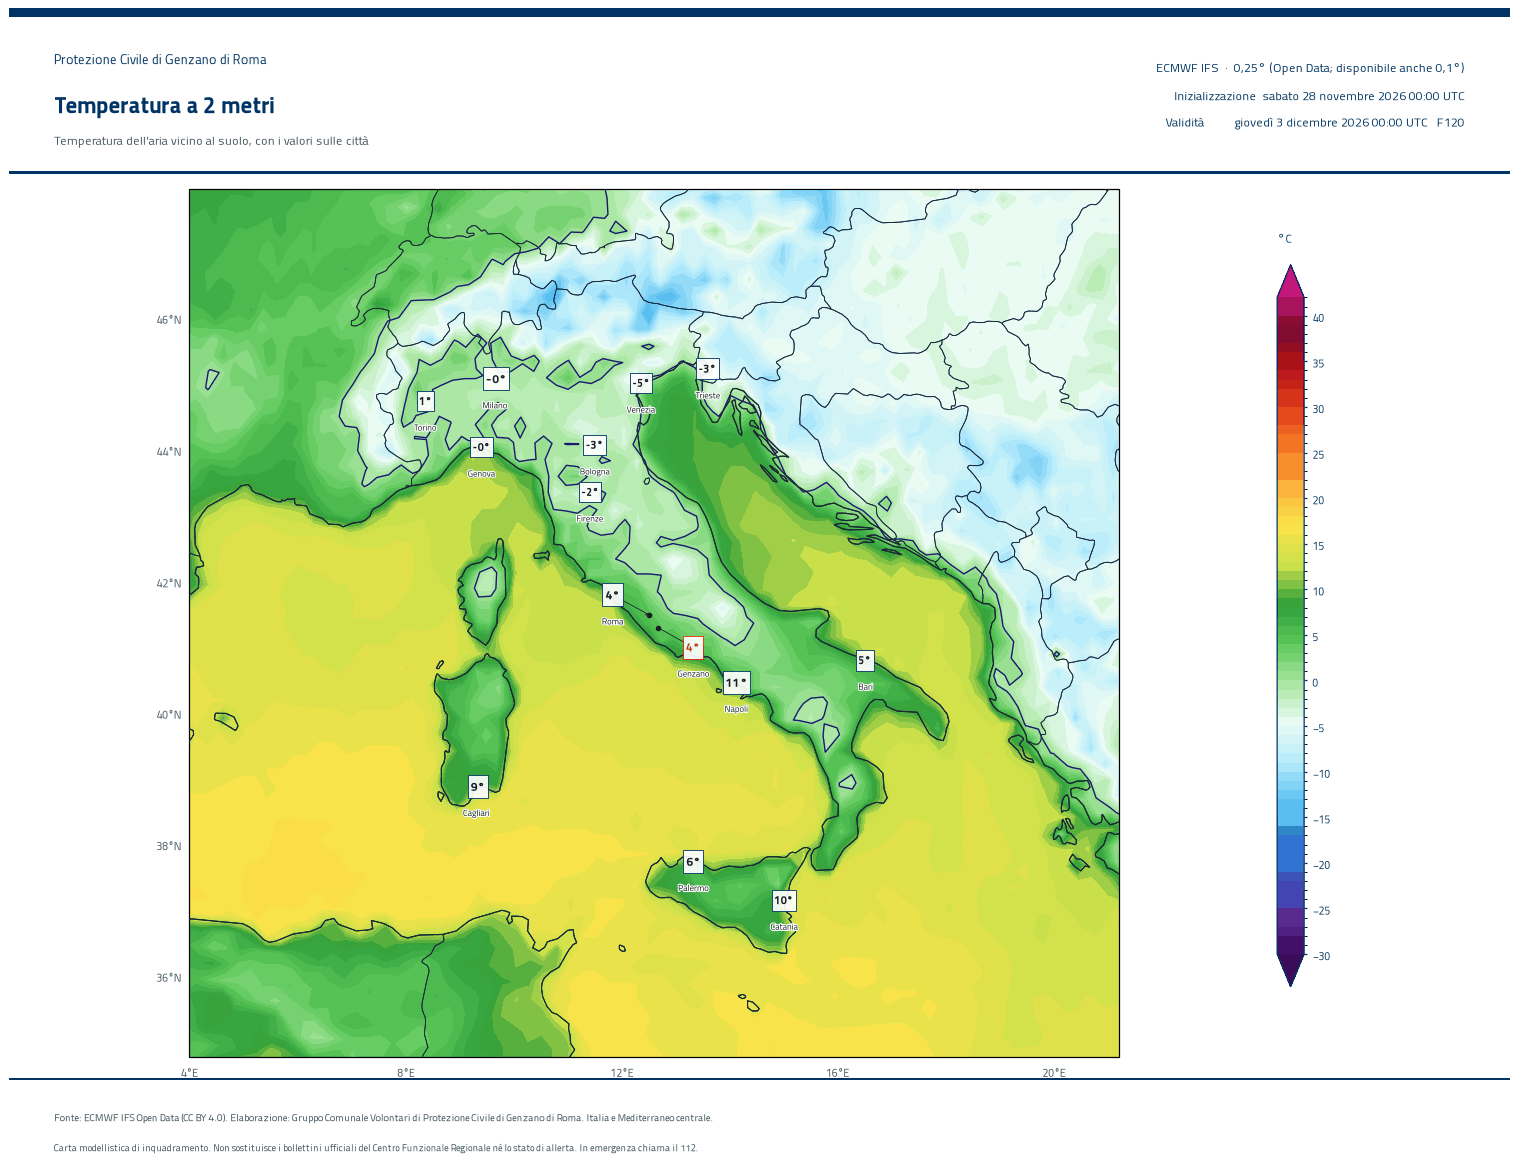 Protezione Civile di Genzano di Roma
Temperatura a 2 metri
Temperatura dell'aria vicino al suolo, con i valori sulle città
ECMWF IFS · 0,25° (Open Data; disponibile anche 0,1°)
Inizializzazione sabato 28 novembre 2026 00:00 UTC
Validità giovedì 3 dicembre 2026 00:00 UTC F120
°C
40
35
30
25
20
15
10
5
0
−5
−10
−15
−20
−25
−30
46°N
44°N
42°N
40°N
38°N
36°N
4°E
8°E
12°E
16°E
20°E
-3°
Trieste
-0°
Milano
-5°
Venezia
1°
Torino
-0°
Genova
-3°
Bologna
-2°
Firenze
4°
Roma
4°
Genzano
11°
Napoli
5°
Bari
9°
Cagliari
6°
Palermo
10°
Catania
Fonte: ECMWF IFS Open Data (CC BY 4.0). Elaborazione: Gruppo Comunale Volontari di Protezione Civile di Genzano di Roma. Italia e Mediterraneo centrale.
Carta modellistica di inquadramento. Non sostituisce i bollettini ufficiali del Centro Funzionale Regionale né lo stato di allerta. In emergenza chiama il 112.